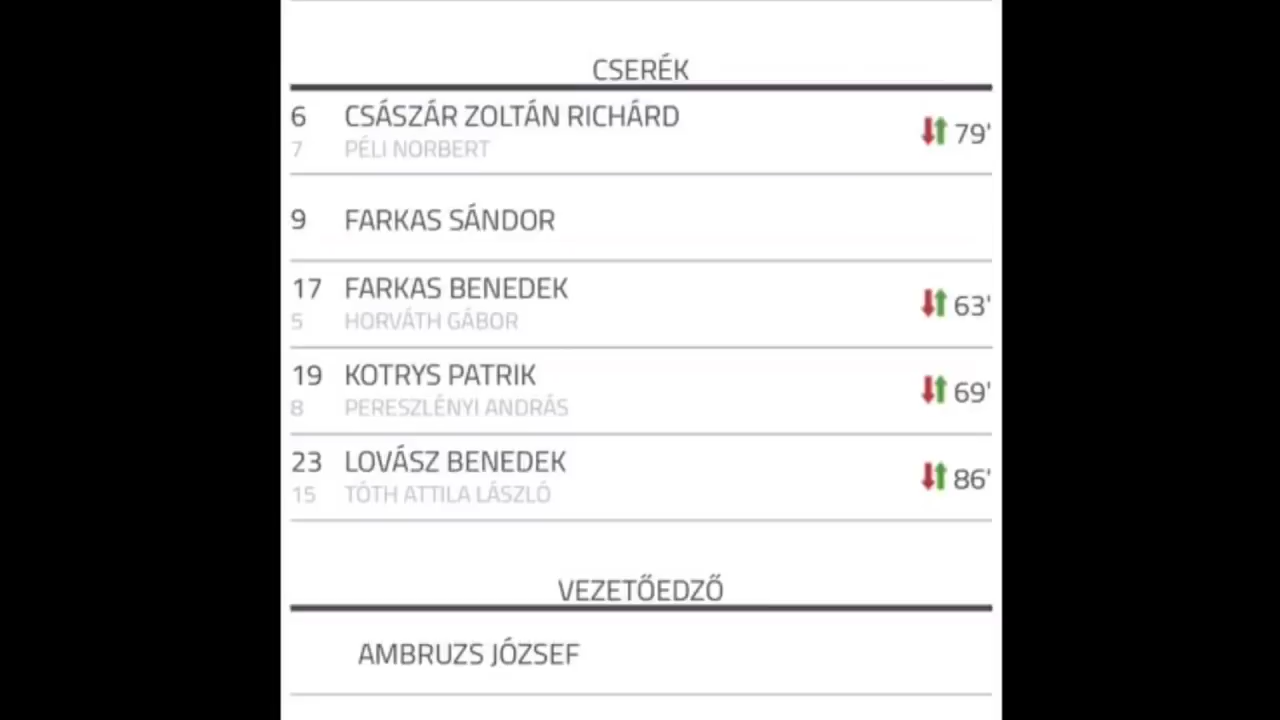 CSERÉK
6 CSÁSZÁR ZOLTÁN RICHÁRD
7 PÉLI NORBERT
79'
9 FARKAS SÁNDOR
17 FARKAS BENEDEK
5 HORVÁTH GÁBOR
63'
19 KOTRYS PATRIK
8 PERESZLÉNYI ANDRÁS
69'
23 LOVÁSZ BENEDEK
15 TÓTH ATTILA LÁSZLÓ
86'
VEZETŐEDZŐ
AMBRUZS JÓZSEF